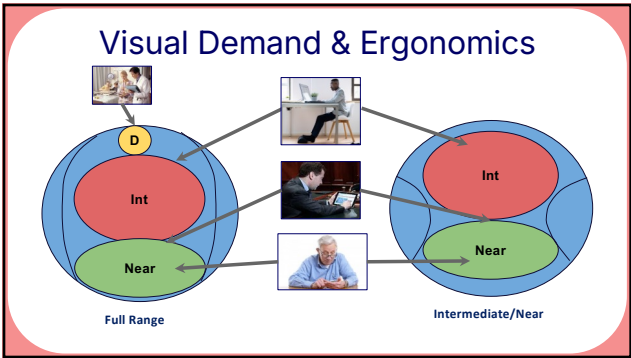 Visual Demand & Ergonomics
D
Int
Near
Full Range
Int
Near
Intermediate/Near